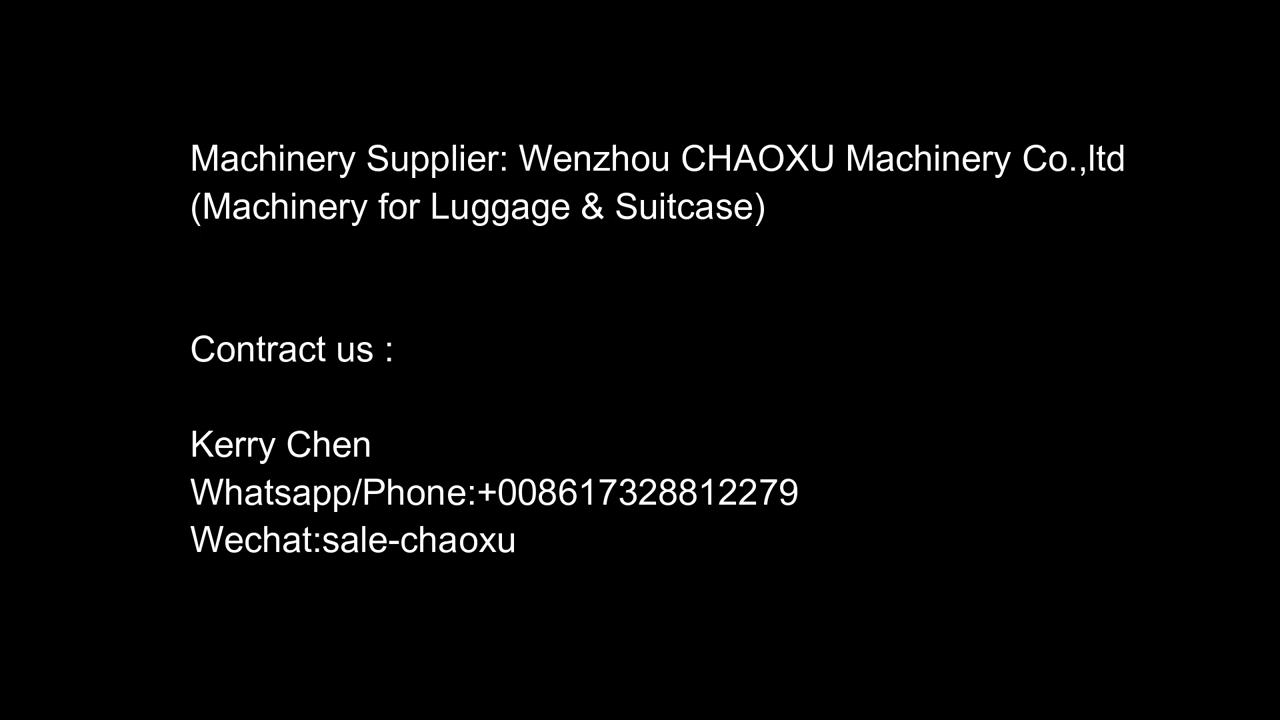 Machinery Supplier: Wenzhou CHAOXU Machinery Co.,ltd
(Machinery for Luggage & Suitcase)
Contract us :
Kerry Chen
Whatsapp/Phone:+008617328812279
Wechat:sale-chaoxu